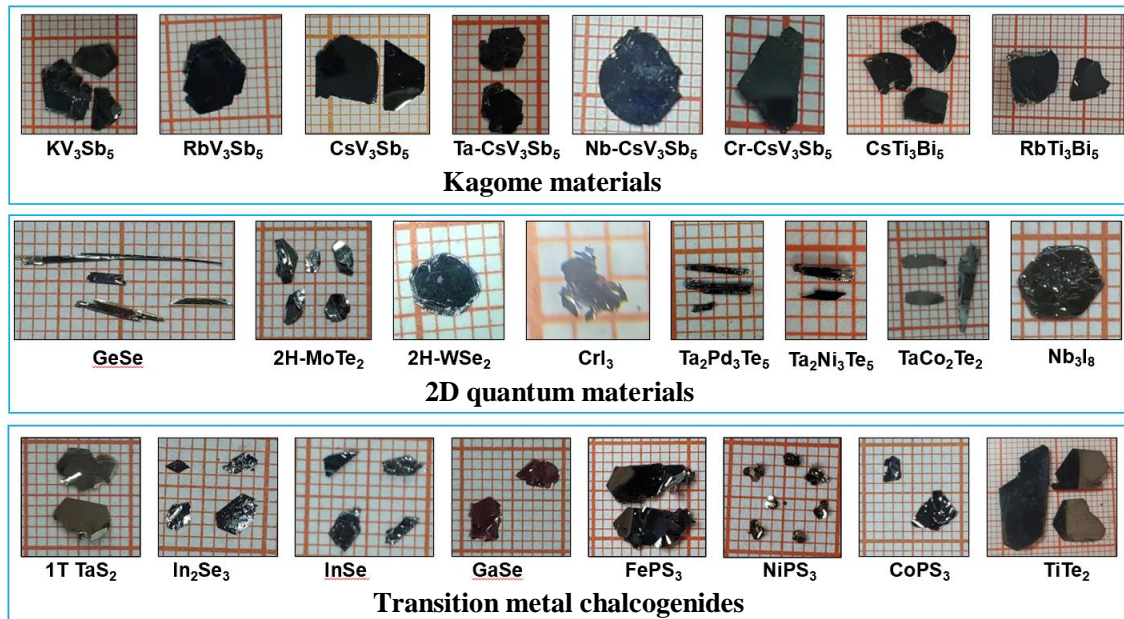 KV₃Sb₅ RbV₃Sb₅ CsV₃Sb₅ Ta-CsV₃Sb₅ Nb-CsV₃Sb₅ Cr-CsV₃Sb₅ CsTi₃Bi₅ RbTi₃Bi₅
Kagome materials
GeSe 2H-MoTe₂ 2H-WSe₂ CrI₃ Ta₂Pd₃Te₅ Ta₂Ni₃Te₅ TaCo₂Te₂ Nb₃I₈
2D quantum materials
1T TaS₂ In₂Se₃ InSe GaSe FePS₃ NiPS₃ CoPS₃ TiTe₂
Transition metal chalcogenides